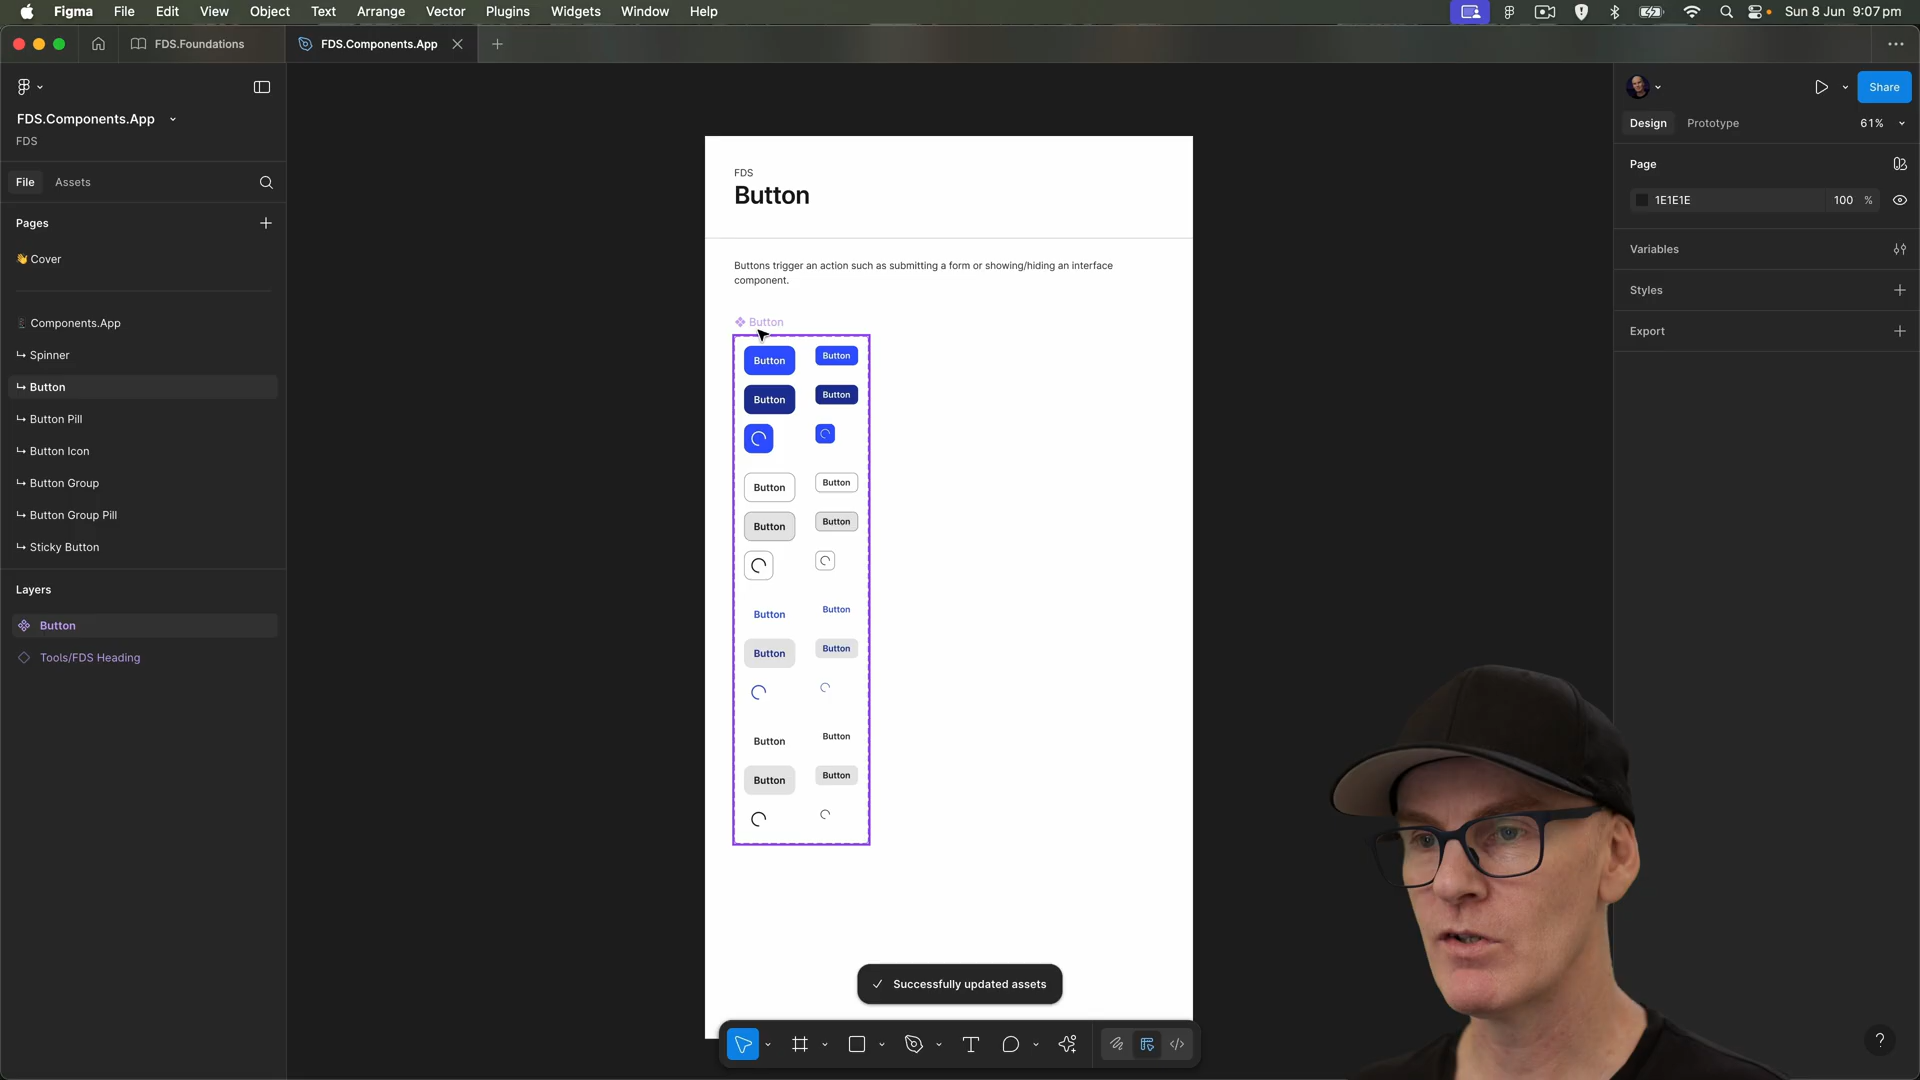 Figma File Edit View Object Text Arrange Vector Plugins Widgets Window Help
Sun 8 Jun 9:07 pm
FDS.Foundations
FDS.Components.App
FDS.Components.App
FDS
File Assets
Pages
👋 Cover
Components.App
↪ Spinner
↪ Button
↪ Button Pill
↪ Button Icon
↪ Button Group
↪ Button Group Pill
↪ Sticky Button
Layers
Button
Tools/FDS Heading
FDS
Button
Buttons trigger an action such as submitting a form or showing/hiding an interface
component.
Button
Button Button
Button Button
Button Button
Button Button
Button Button
Button Button
Button Button
Button Button
Successfully updated assets
Share
Design Prototype 61%
Page
1E1E1E 100 %
Variables
Styles
Export
?